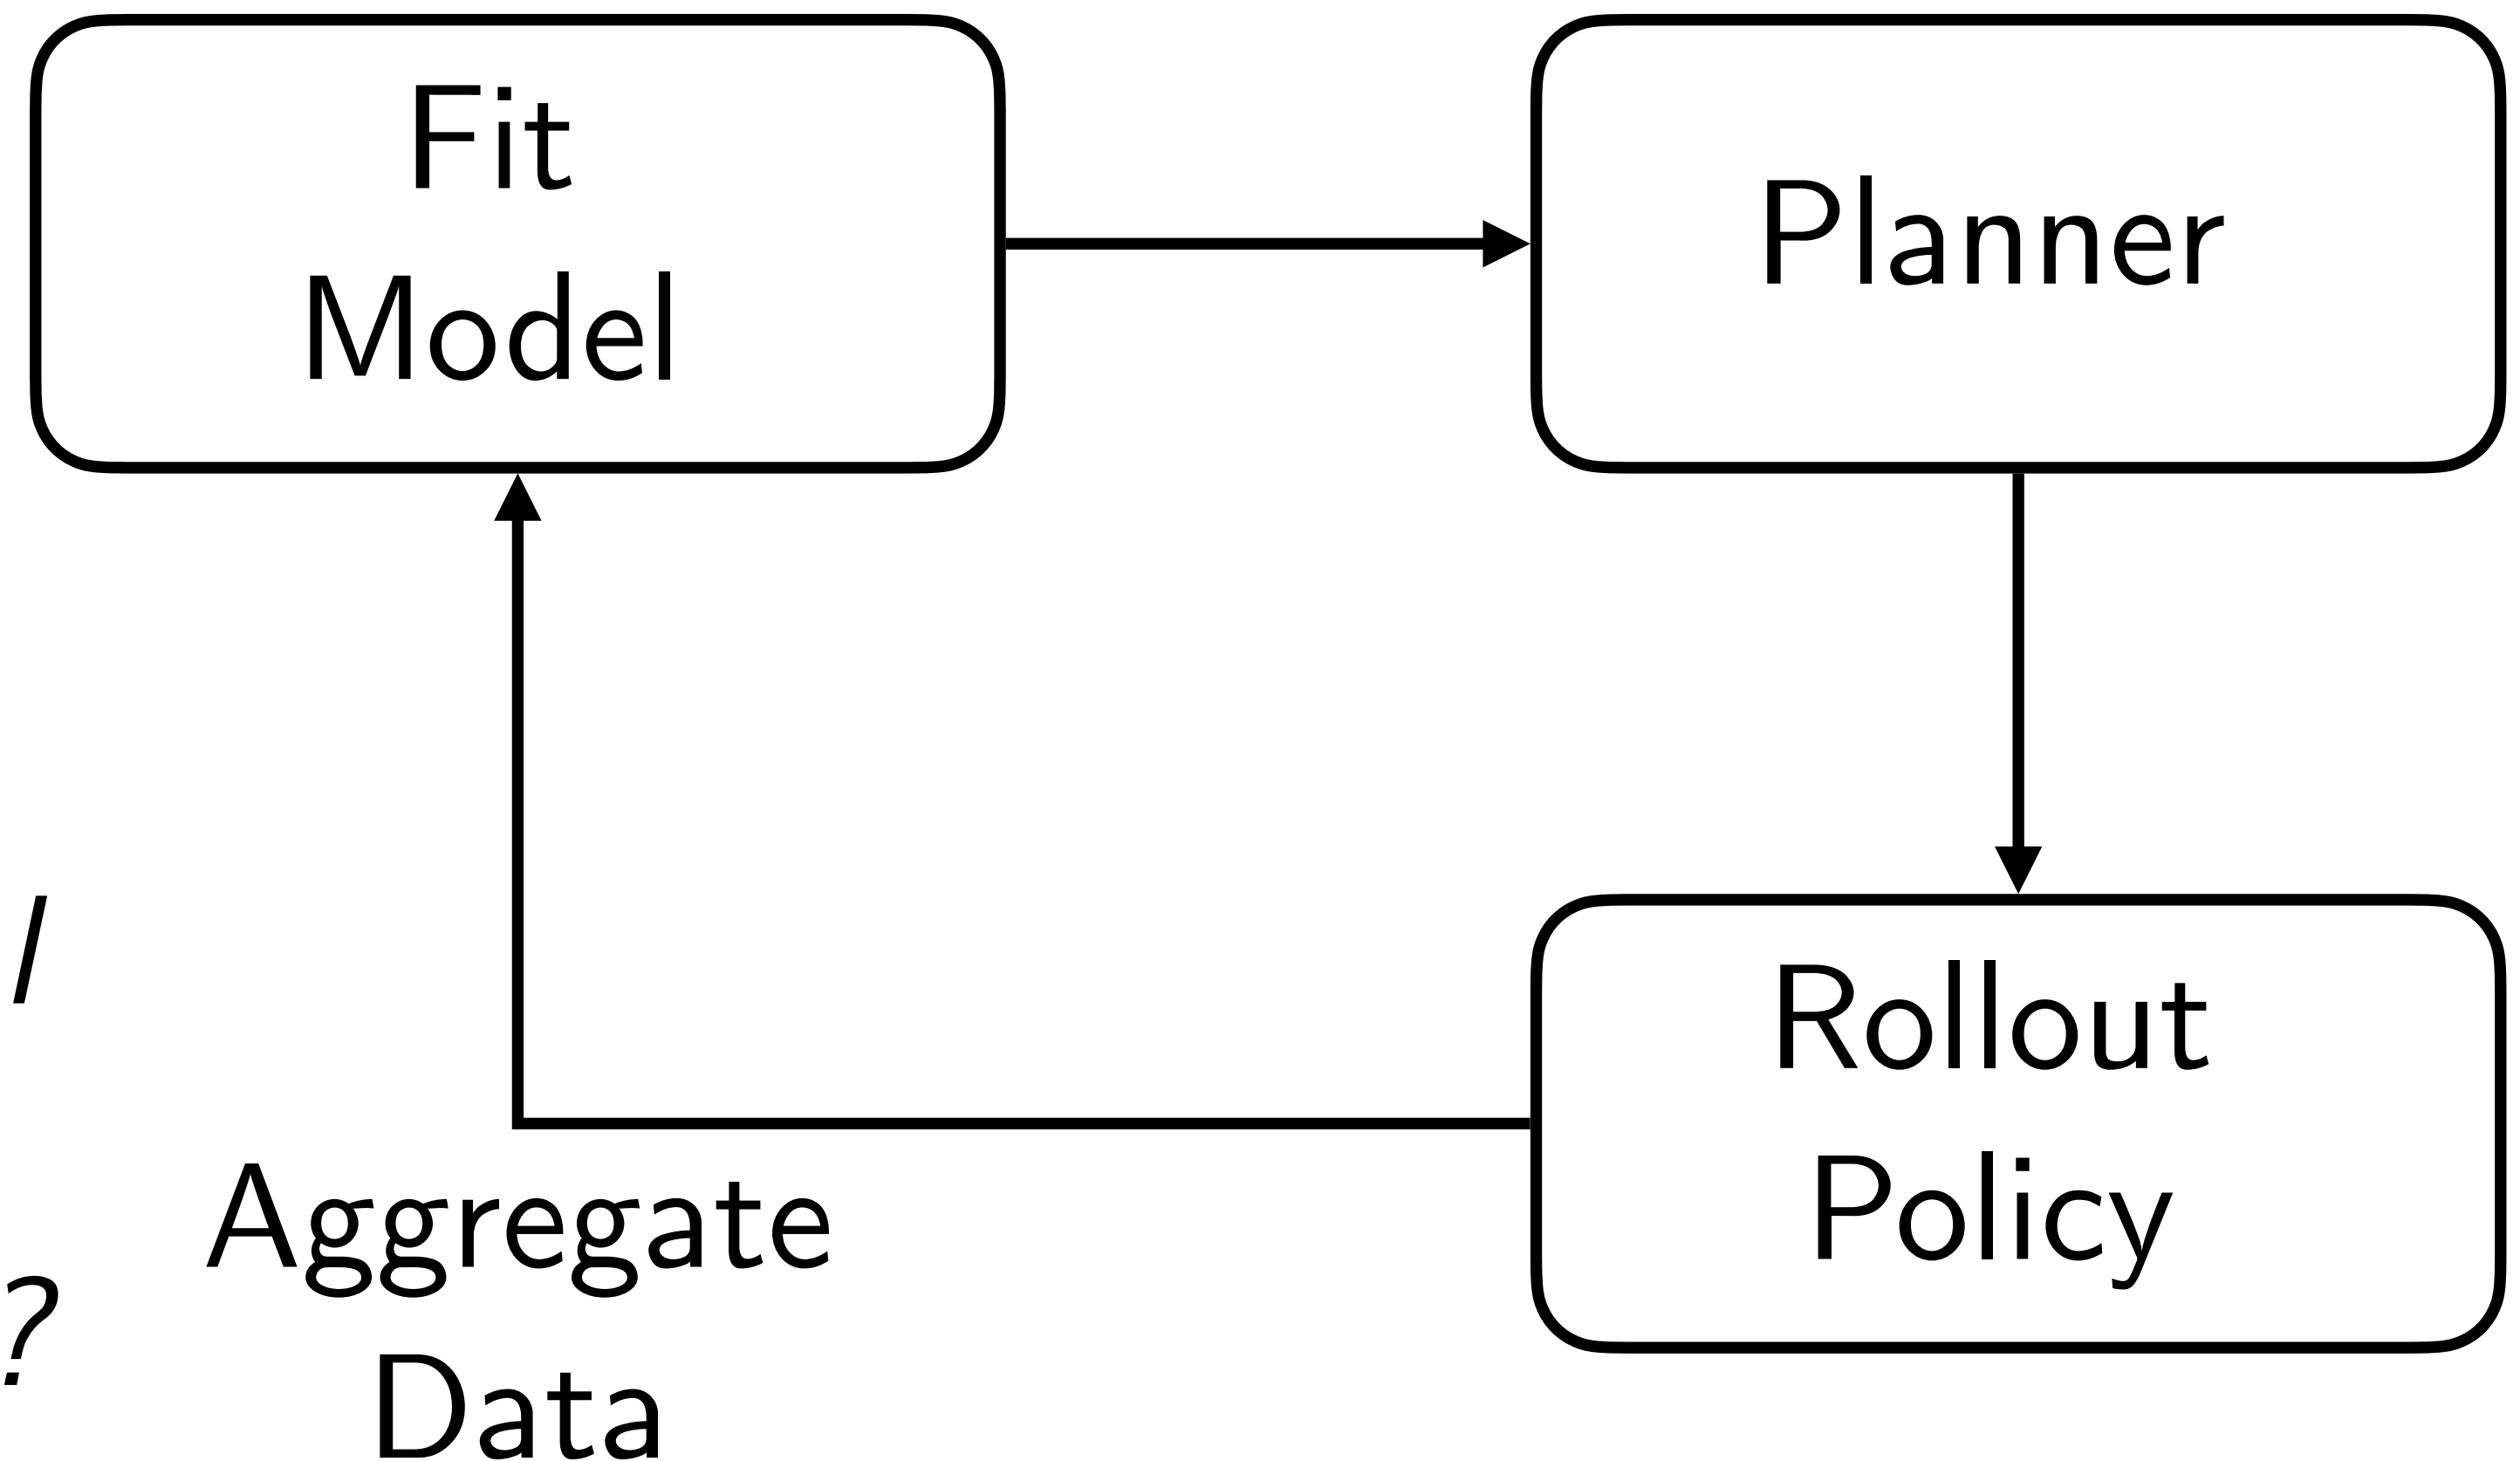 Fit
Model
Planner
Rollout
Policy
Aggregate
Data
/
?